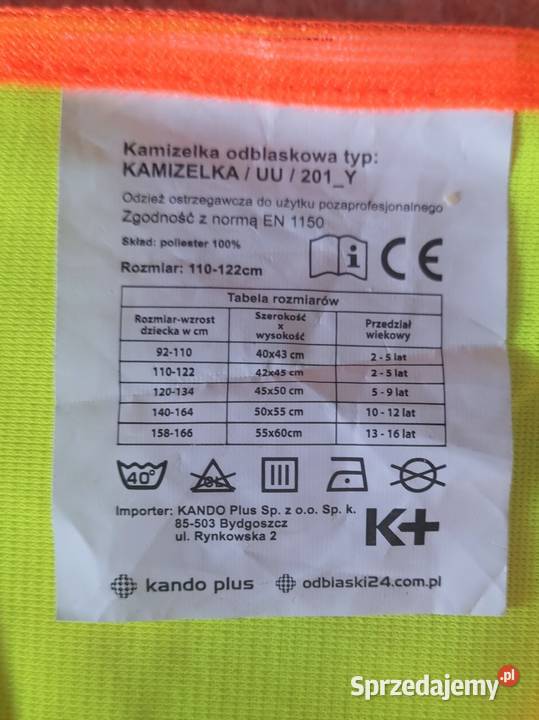 Kamizelka odblaskowa typ:
KAMIZELKA / UU / 201_Y
Odzież ostrzegawcza do użytku pozaprofesjonalnego
Zgodność z normą EN 1150
Skład: poliester 100%
Rozmiar: 110-122cm
CE
Tabela rozmiarów
Rozmiar-wzrost dziecka w cm Szerokość x wysokość Przedział wiekowy
92-110 40x43 cm 2 - 5 lat
110-122 42x45 cm 2 - 5 lat
120-134 45x50 cm 5 - 9 lat
140-164 50x55 cm 10 - 12 lat
158-166 55x60cm 13 - 16 lat
40° CL
Importer: KANDO Plus Sp. z o.o. Sp. k.
85-503 Bydgoszcz
ul. Rynkowska 2
K+
kando plus odblaski24.com.pl
Sprzedajemy.pl